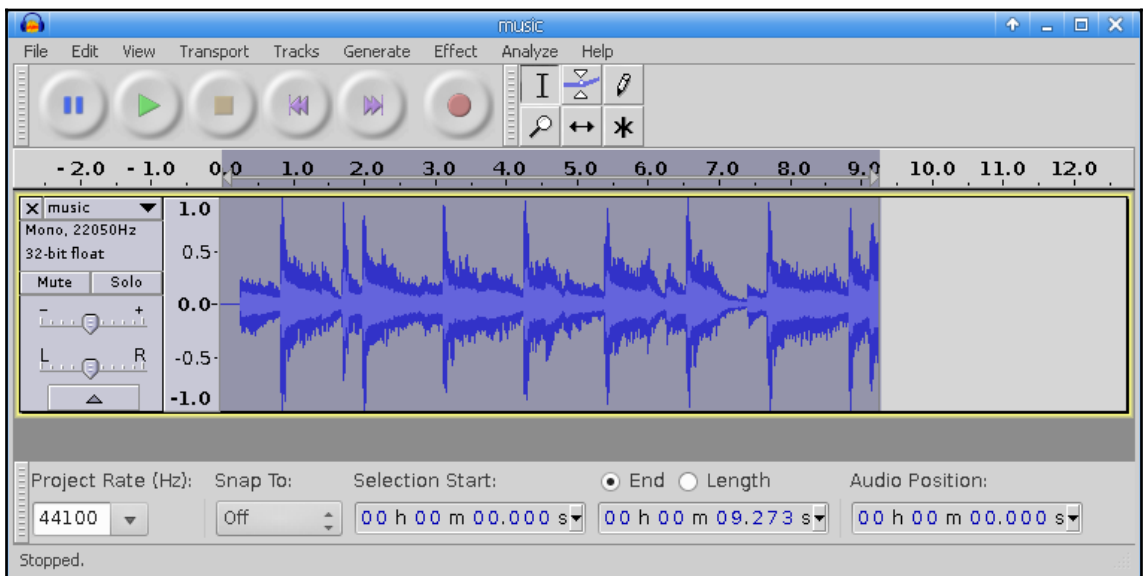 music
File Edit View Transport Tracks Generate Effect Analyze Help
- 2.0 - 1.0 0.0 1.0 2.0 3.0 4.0 5.0 6.0 7.0 8.0 9.0 10.0 11.0 12.0
X music 1.0
Mono, 22050Hz
32-bit float 0.5
Mute Solo
- + 0.0
L R -0.5
-1.0
Project Rate (Hz): Snap To: Selection Start: End Length Audio Position:
44100 Off 00 h 00 m 00.000 s 00 h 00 m 09.273 s 00 h 00 m 00.000 s
Stopped.